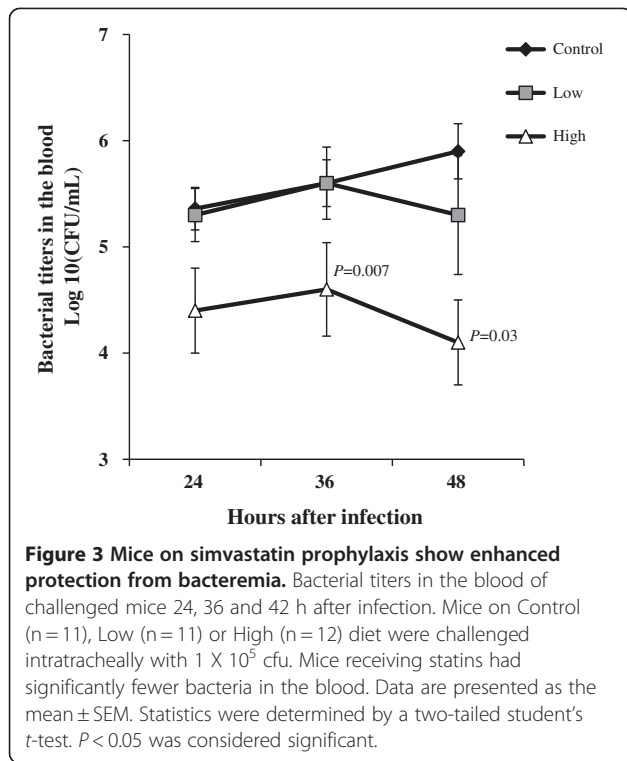 7
Control
Low
High
6
5
4
3
Bacterial titers in the blood
Log 10(CFU/mL)
P=0.007
P=0.03
24 36 48
Hours after infection
Figure 3 Mice on simvastatin prophylaxis show enhanced
protection from bacteremia. Bacterial titers in the blood of
challenged mice 24, 36 and 42 h after infection. Mice on Control
(n = 11), Low (n = 11) or High (n = 12) diet were challenged
intratracheally with 1 X 10⁵ cfu. Mice receiving statins had
significantly fewer bacteria in the blood. Data are presented as the
mean ± SEM. Statistics were determined by a two-tailed student's
t-test. P < 0.05 was considered significant.